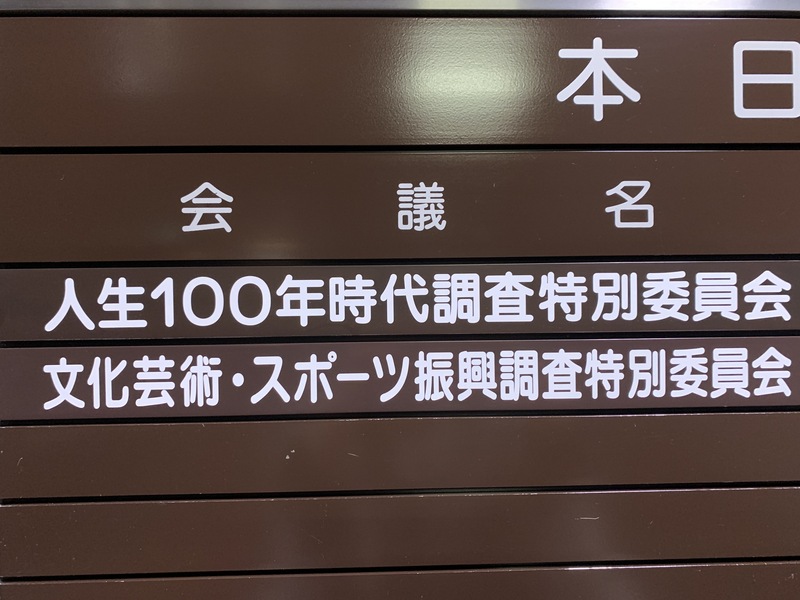 本日
会議名
人生100年時代調査特別委員会
文化芸術・スポーツ振興調査特別委員会